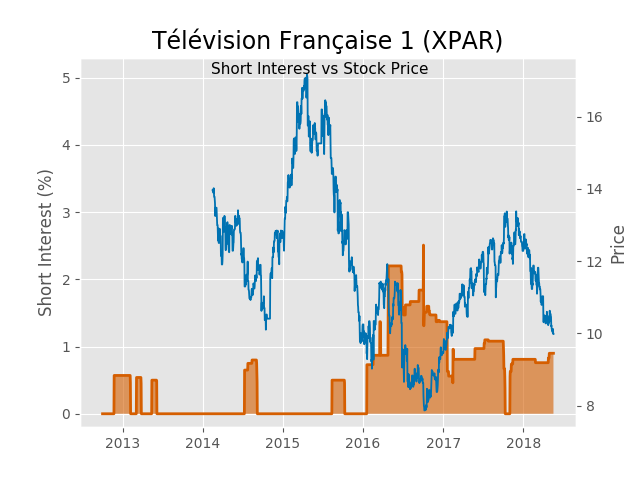 Télévision Française 1 (XPAR)
Short Interest vs Stock Price
Short Interest (%)
5
4
3
2
1
0
16
14
12
10
8
Price
2013 2014 2015 2016 2017 2018